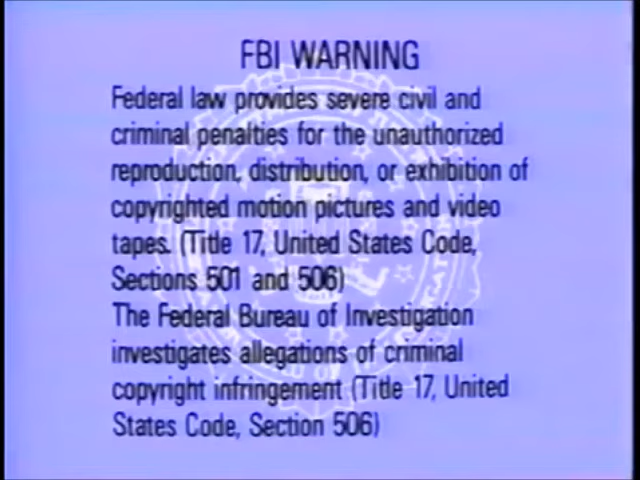 FBI WARNING
Federal law provides severe civil and
criminal penalties for the unauthorized
reproduction, distribution, or exhibition of
copyrighted motion pictures and video
tapes. (Title 17, United States Code,
Sections 501 and 506)
The Federal Bureau of Investigation
investigates allegations of criminal
copyright infringement (Title 17, United
States Code, Section 506)